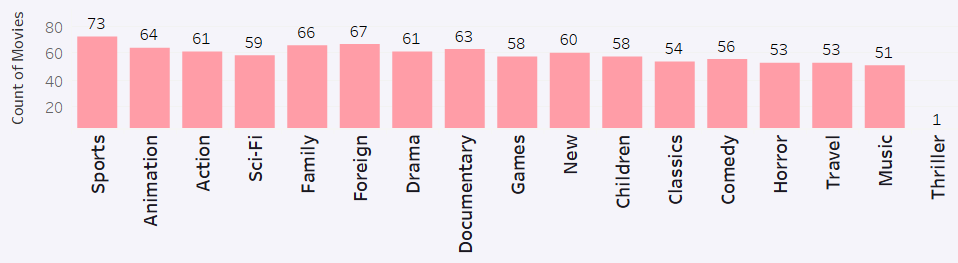 Count of Movies
80
60
40
20
73
64
61
59
66
67
61
63
58
60
58
54
56
53
53
51
1
Sports
Animation
Action
Sci-Fi
Family
Foreign
Drama
Documentary
Games
New
Children
Classics
Comedy
Horror
Travel
Music
Thriller